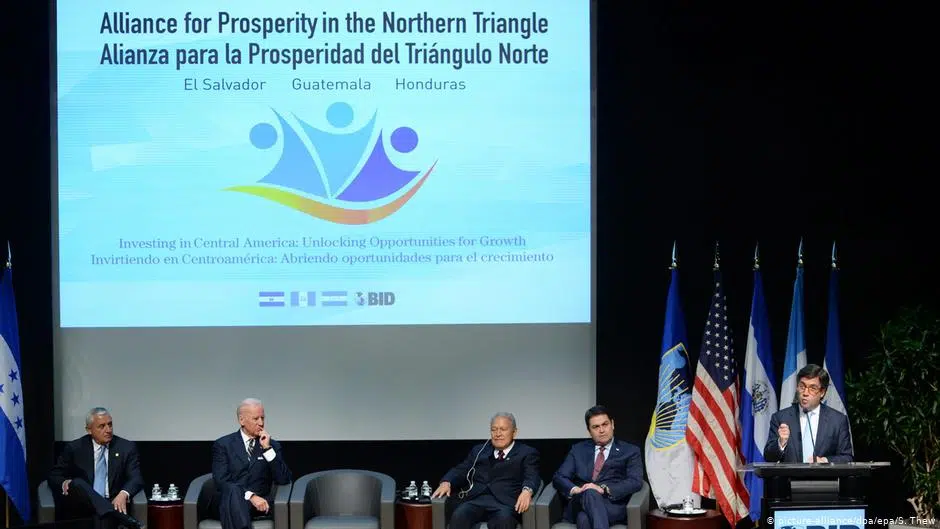 Alliance for Prosperity in the Northern Triangle
Alianza para la Prosperidad del Triángulo Norte
El Salvador Guatemala Honduras
Investing in Central America: Unlocking Opportunities for Growth
Invirtiendo en Centroamérica: Abriendo oportunidades para el crecimiento
BID
© picture-alliance/dpa/epa/S. Thew